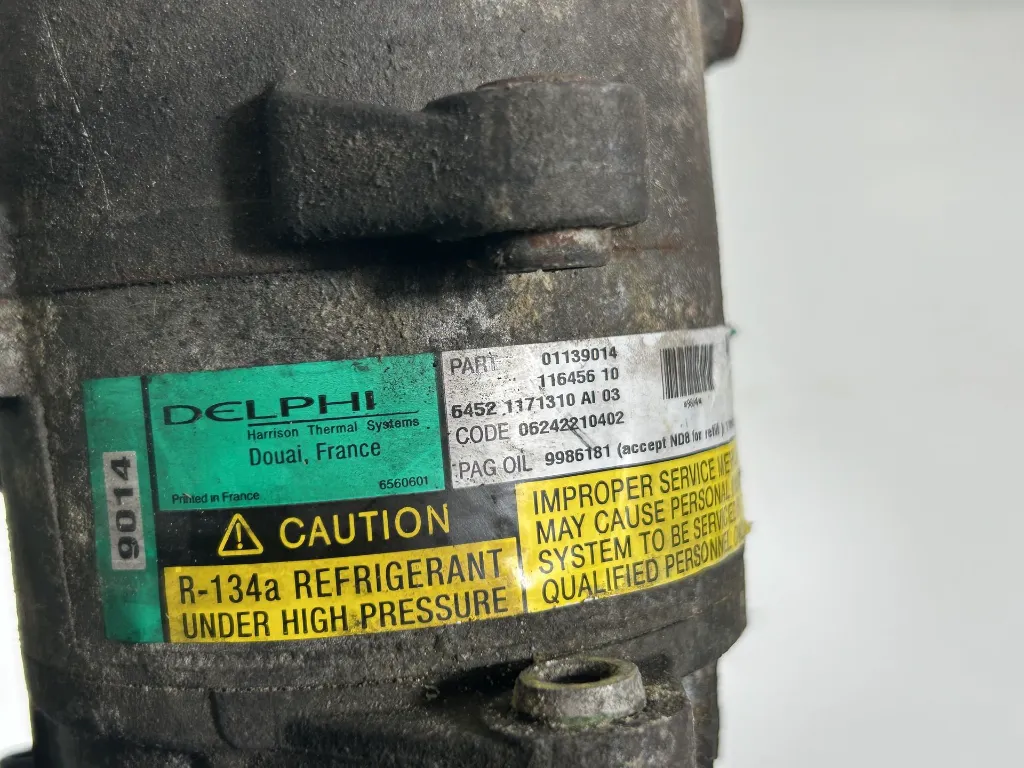 DELPHI
Harrison Thermal Systems
Douai, France
6560601
Printed in France
9014
PART 01139014
11645610
6452 1171310 AI 03
CODE 06242210402
PAG OIL 9986181 (accept ND8 for refill)
CAUTION
R-134a REFRIGERANT
UNDER HIGH PRESSURE
IMPROPER SERVICE
MAY CAUSE PERSONAL
SYSTEM TO BE SERVICED
QUALIFIED PERSONNEL